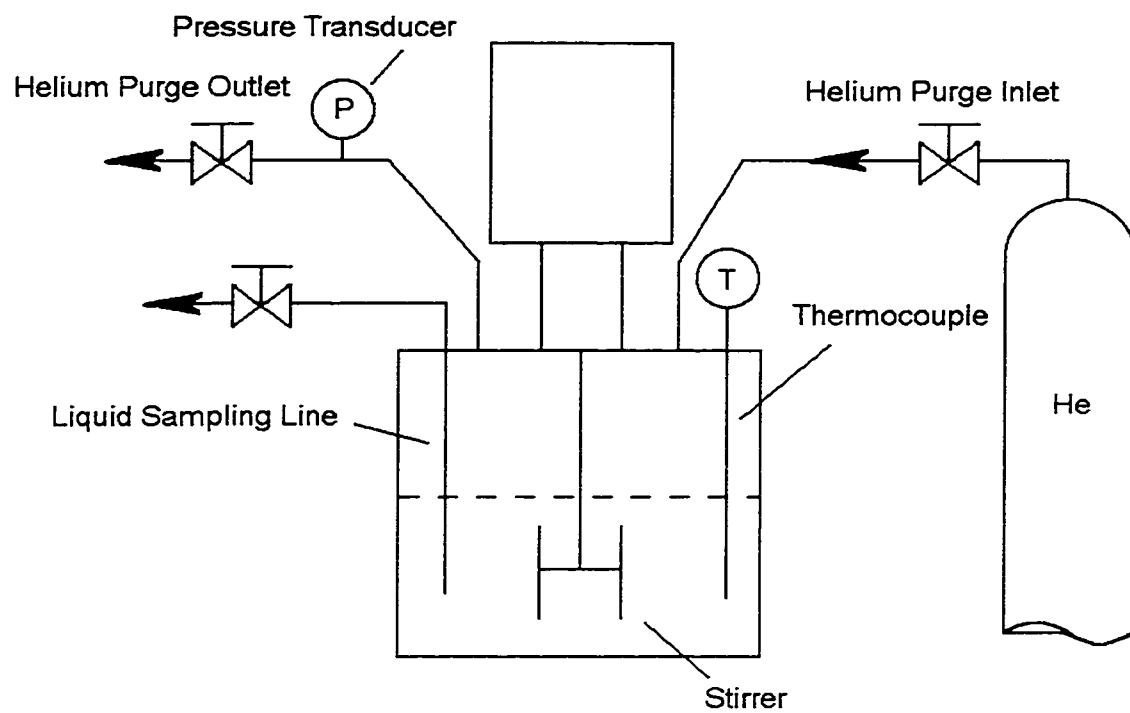 Pressure Transducer
Helium Purge Outlet
P
Helium Purge Inlet
T
Thermocouple
Liquid Sampling Line
He
Stirrer